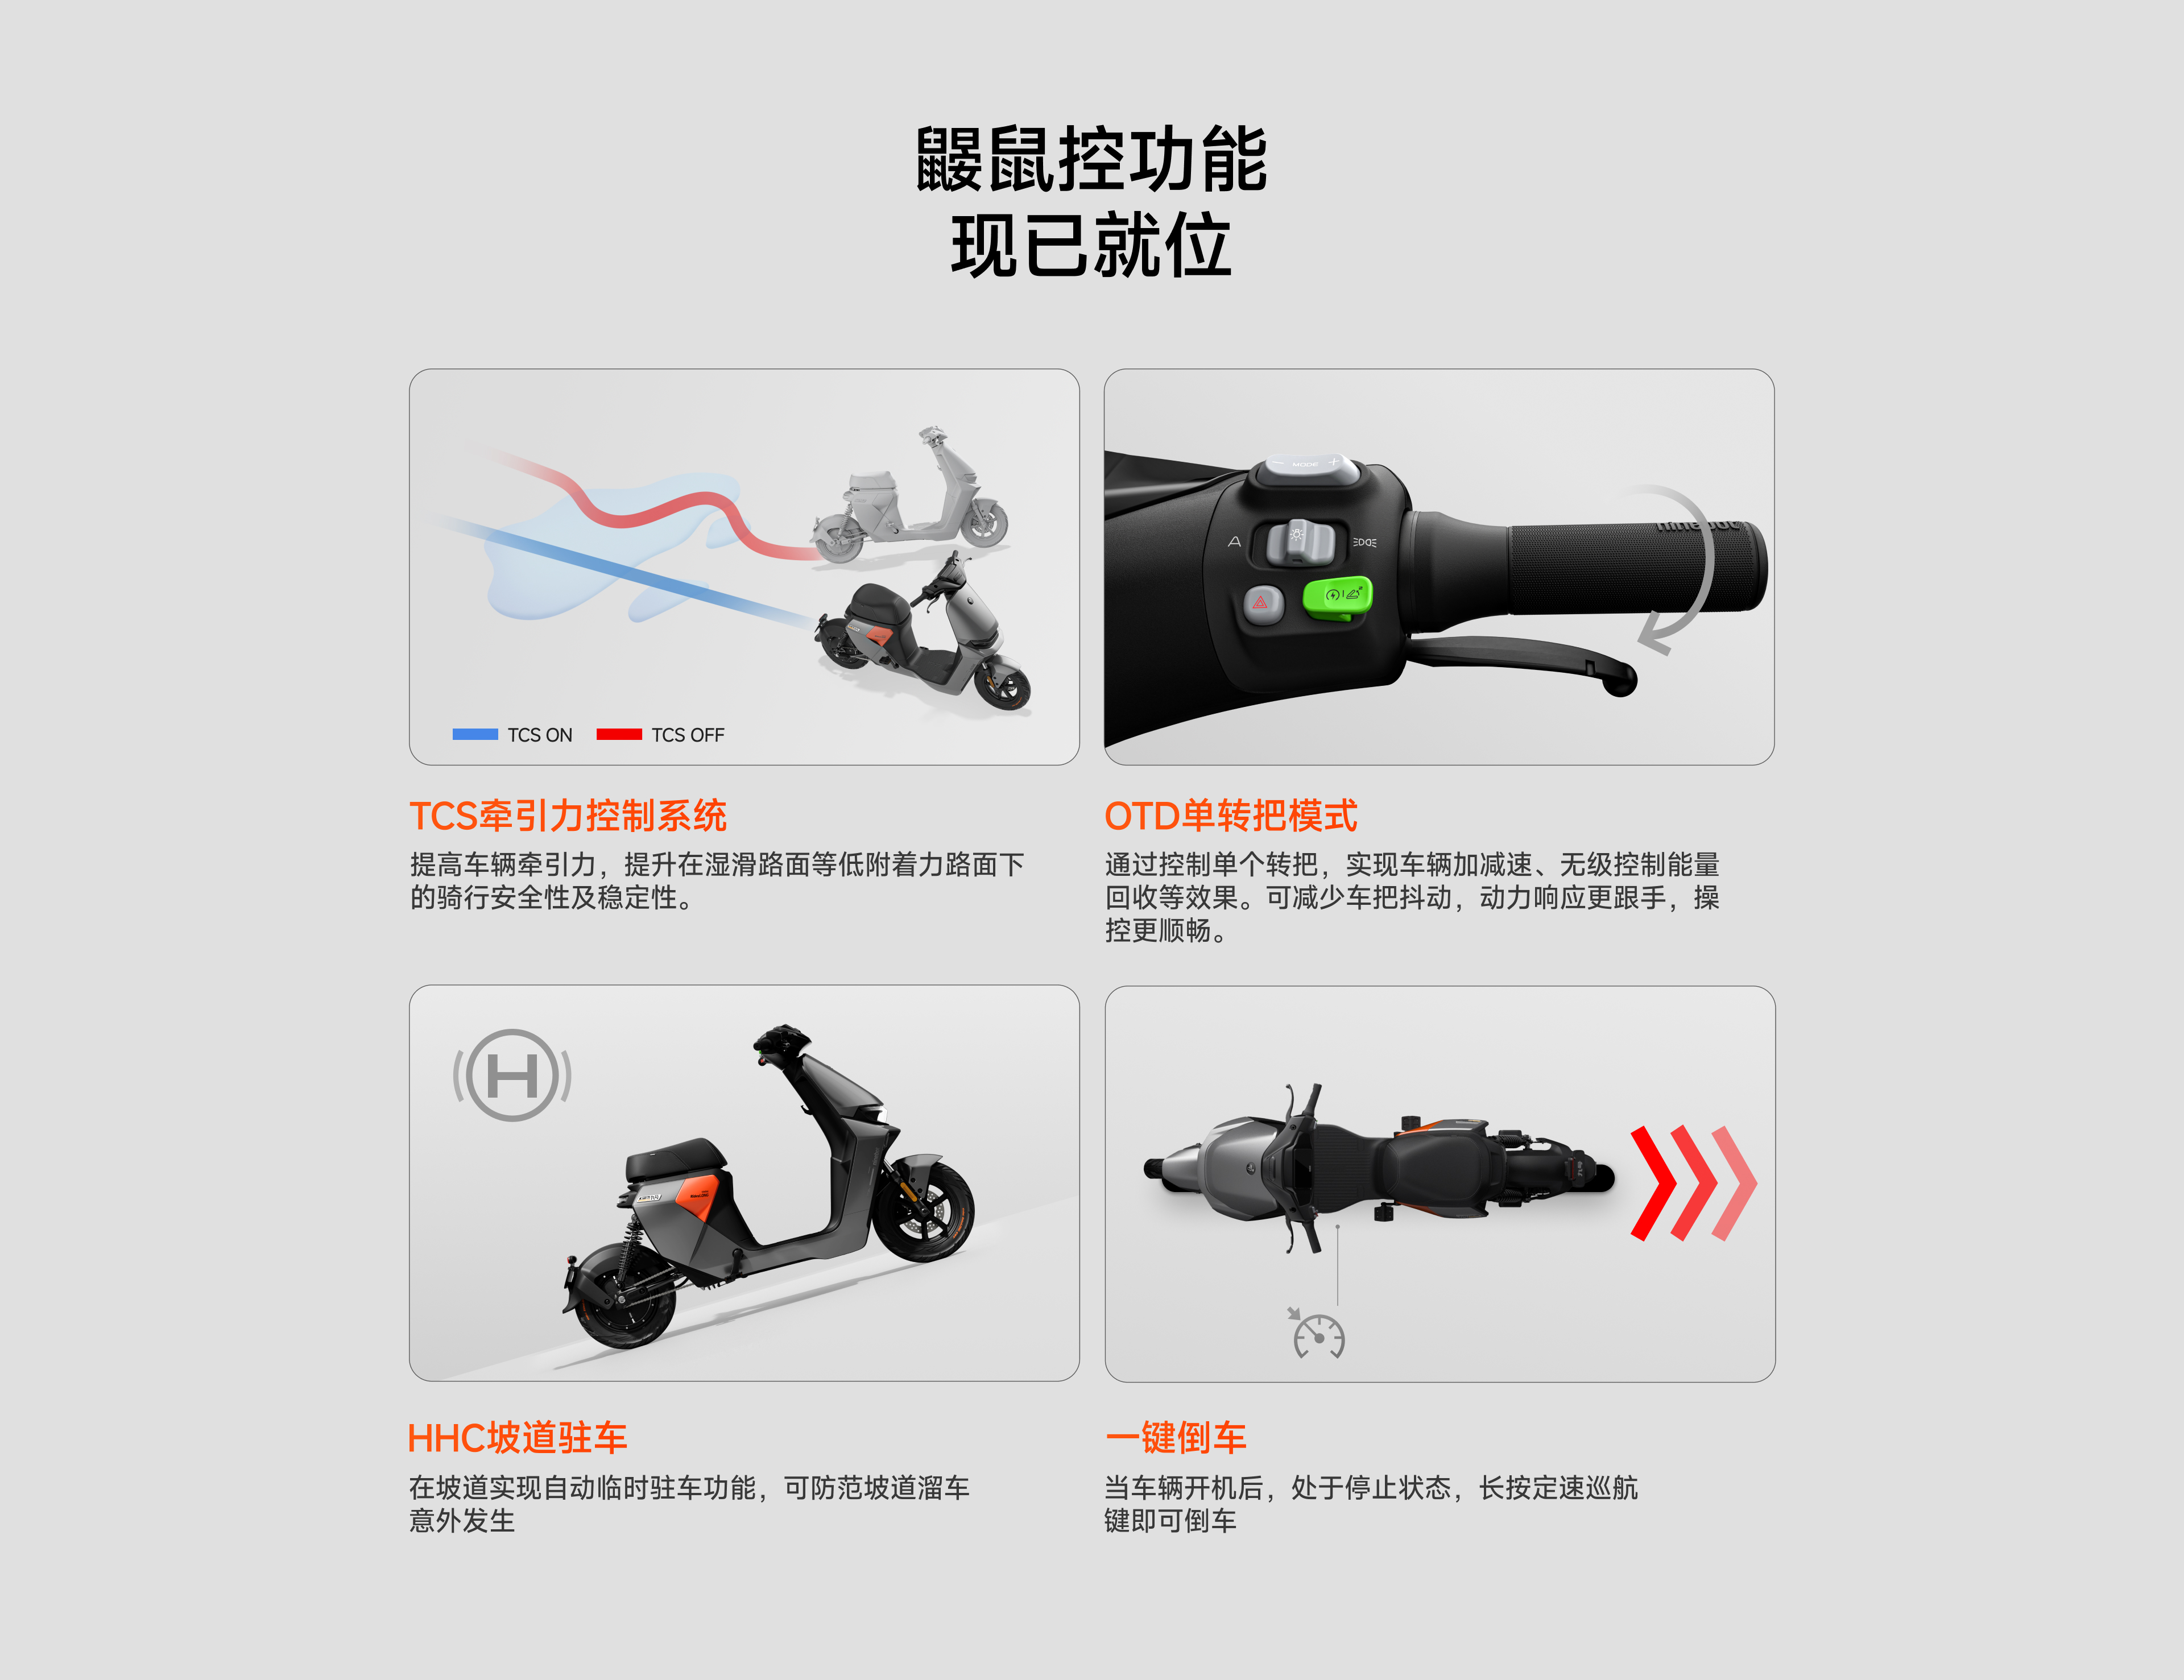 鼹鼠控功能
现已就位
MODE
A
TCS ON
TCS OFF
TCS牵引力控制系统
提高车辆牵引力，提升在湿滑路面等低附着力路面下
的骑行安全性及稳定性。
OTD单转把模式
通过控制单个转把，实现车辆加减速、无级控制能量
回收等效果。可减少车把抖动，动力响应更跟手，操
控更顺畅。
H
HHC坡道驻车
在坡道实现自动临时驻车功能，可防范坡道溜车
意外发生
一键倒车
当车辆开机后，处于停止状态，长按定速巡航
键即可倒车